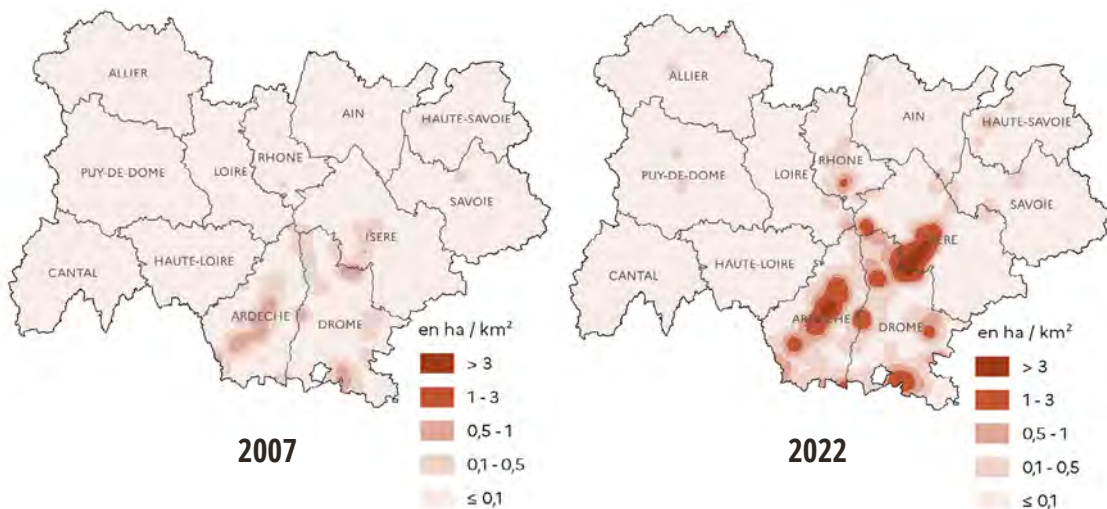 ALLIER
AIN
HAUTE-SAVOIE
PUY-DE-DOME
LOIRE
RHONE
SAVOIE
ISERE
CANTAL
HAUTE-LOIRE
ARDECHE
DROME
en ha / km²
> 3
1 - 3
0,5 - 1
0,1 - 0,5
≤ 0,1
2007
ALLIER
AIN
HAUTE-SAVOIE
RHONE
PUY-DE-DOME
LOIRE
SAVOIE
ISERE
CANTAL
HAUTE-LOIRE
ARDECHE
DROME
en ha / km²
> 3
1 - 3
0,5 - 1
0,1 - 0,5
≤ 0,1
2022